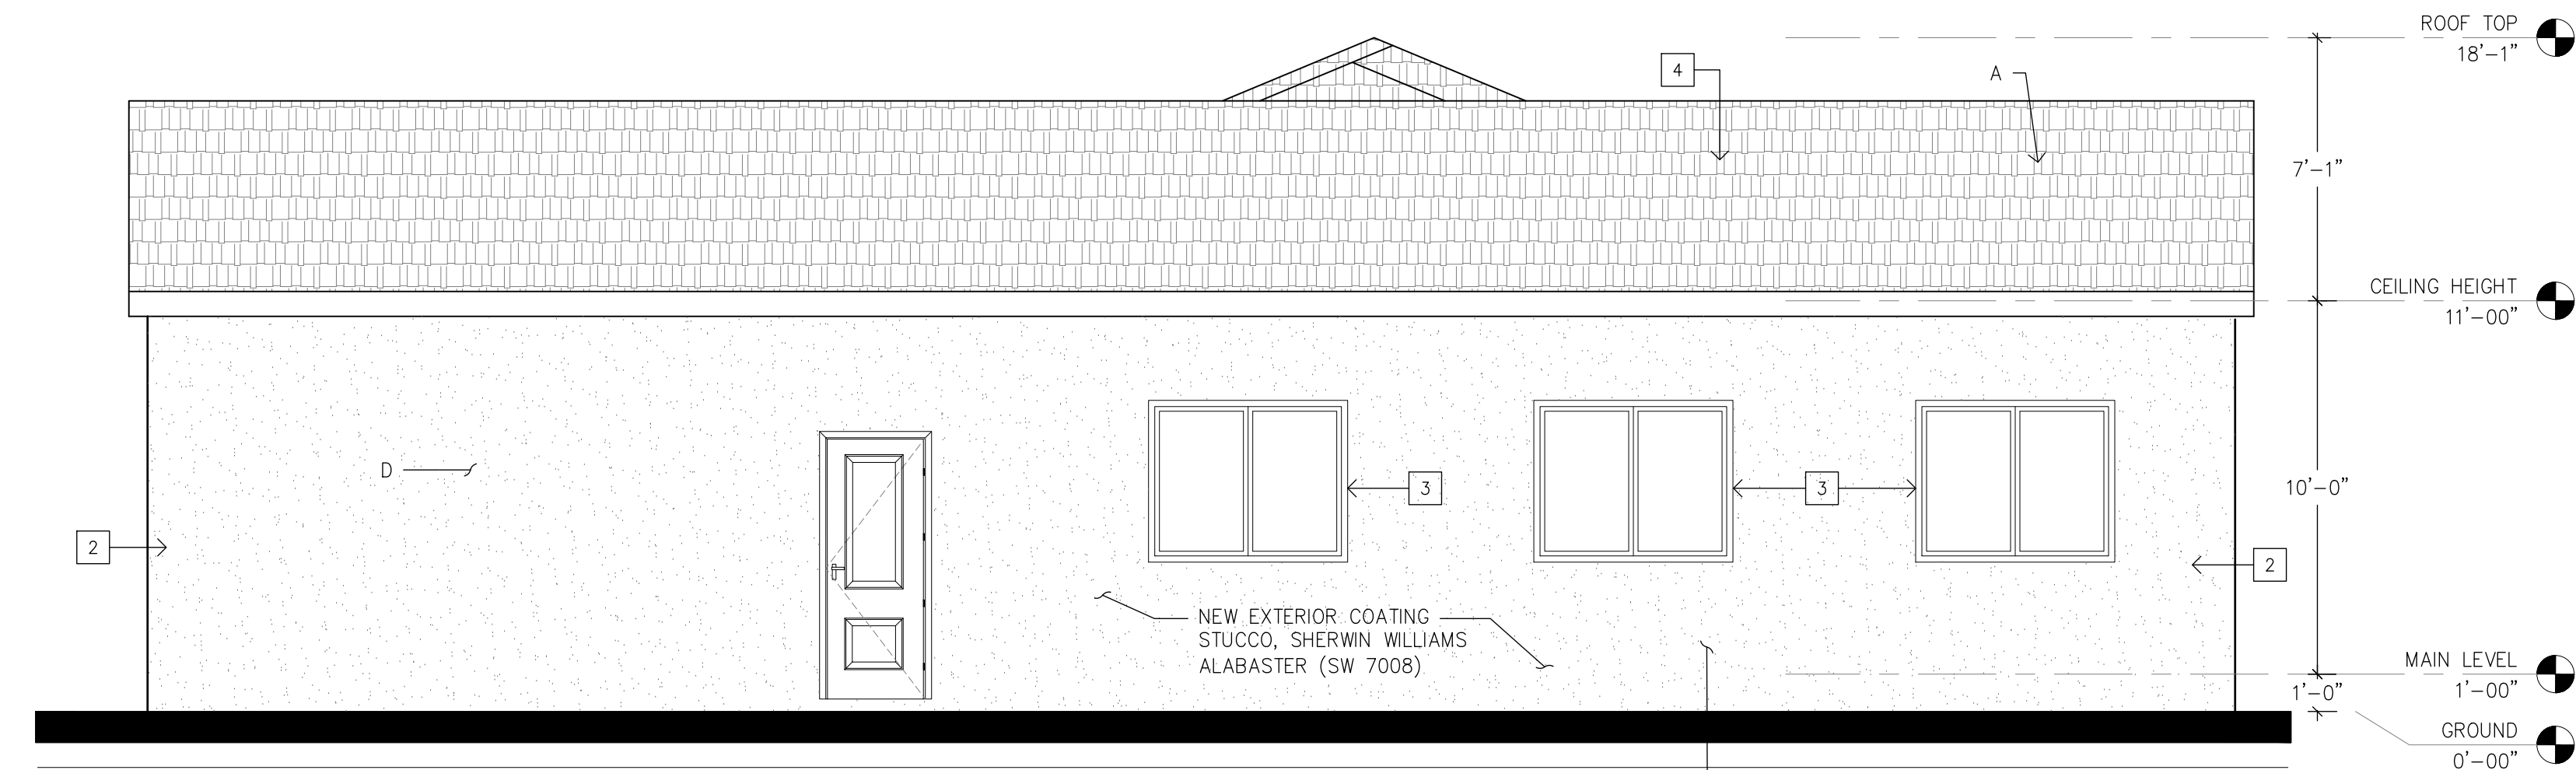 ROOF TOP
18'-1"
4
A
7'-1"
CEILING HEIGHT
11'-00"
D
3
3
10'-0"
2
2
NEW EXTERIOR COATING
STUCCO, SHERWIN WILLIAMS
ALABASTER (SW 7008)
MAIN LEVEL
1'-00"
1'-0"
GROUND
0'-00"